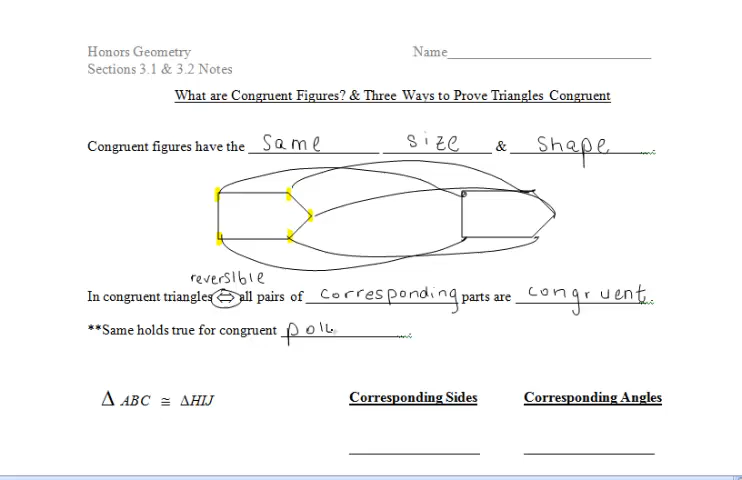 Honors Geometry Name
Sections 3.1 & 3.2 Notes
What are Congruent Figures? & Three Ways to Prove Triangles Congruent
Congruent figures have the same size & shape
reversible
In congruent triangles ⇔ all pairs of corresponding parts are congruent.
**Same holds true for congruent
Δ ABC ≅ ΔHIJ Corresponding Sides Corresponding Angles